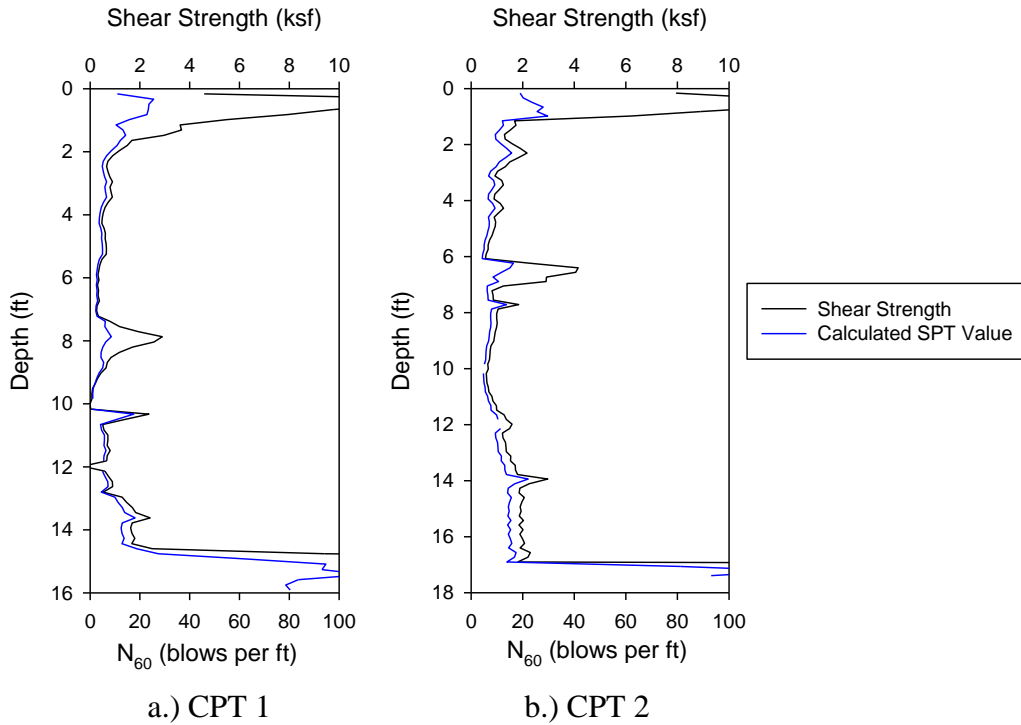 Shear Strength (ksf)
0 2 4 6 8 10
0
2
4
6
8
10
12
14
16
Depth (ft)
0 20 40 60 80 100
N60 (blows per ft)
a.) CPT 1
Shear Strength (ksf)
0 2 4 6 8 10
0
2
4
6
8
10
12
14
16
18
Depth (ft)
0 20 40 60 80 100
N60 (blows per ft)
b.) CPT 2
Shear Strength
Calculated SPT Value